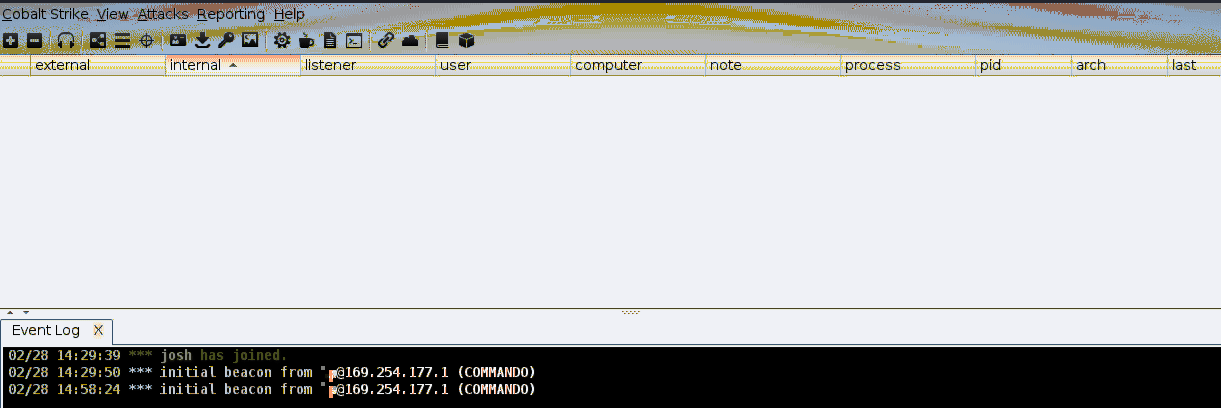 Cobalt Strike View Attacks Reporting Help
external internal listener user computer note process pid arch last
Event Log X
02/28 14:29:39 *** josh has joined.
02/28 14:29:50 *** initial beacon from @169.254.177.1 (COMMANDO)
02/28 14:58:24 *** initial beacon from @169.254.177.1 (COMMANDO)